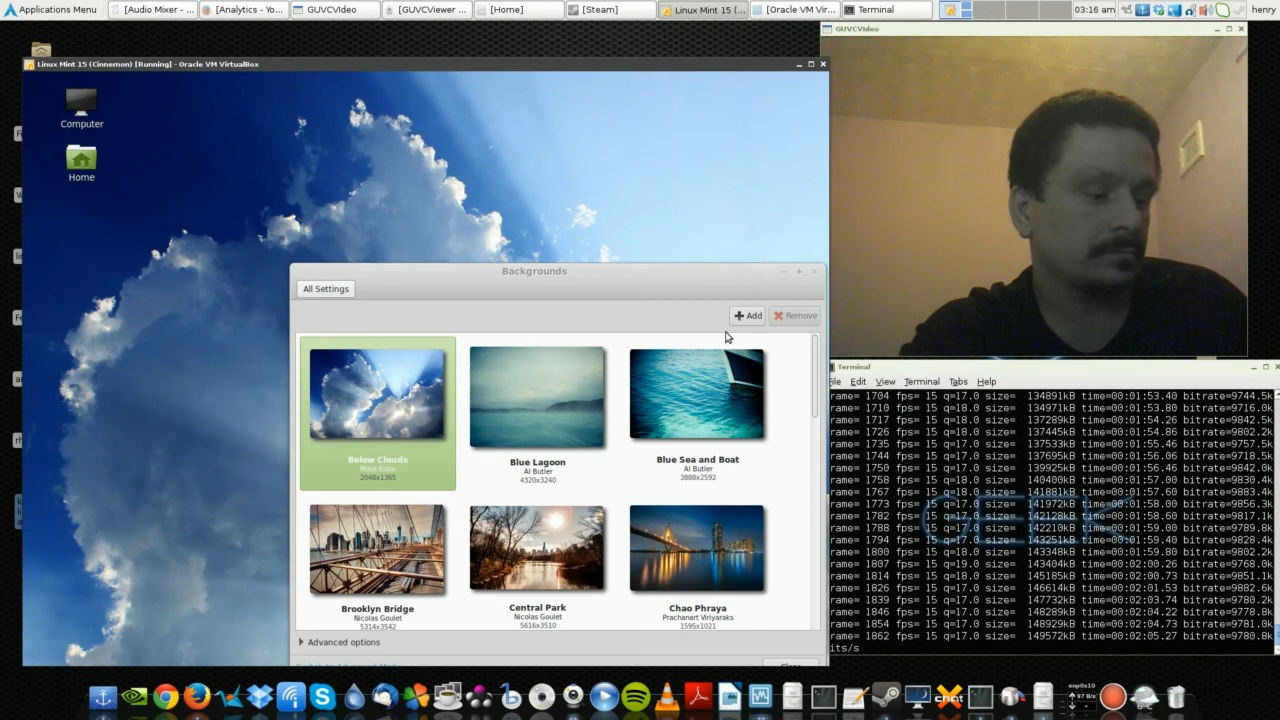 Applications Menu
[Audio Mixer - ...
[Analytics - Yo...
GUVCVIdeo
[GUVCViewer ...
[Home]
[Steam]
Linux Mint 15 (...
[Oracle VM Vir...
Terminal
03:16 am
henry
GUVCVideo
Linux Mint 15 (Cinnemon) [Running] - Oracle VM VirtualBox
Computer
Home
Backgrounds
All Settings
Add
Remove
Below Clouds
2048x1365
Blue Lagoon
Al Butler
4320x3240
Blue Sea and Boat
Al Butler
3888x2592
Brooklyn Bridge
Nicolas Goulet
5314x3542
Central Park
Nicolas Goulet
5616x3510
Chao Phraya
Prachanart Viriyaraks
1595x1021
Advanced options
Terminal
File Edit View Terminal Tabs Help
rame= 1704 fps= 15 q=17.0 size= 134891kB time=00:01:53.40 bitrate=9744.5k
rame= 1710 fps= 15 q=18.0 size= 134971kB time=00:01:53.80 bitrate=9716.0k
rame= 1717 fps= 15 q=18.0 size= 137289kB time=00:01:54.26 bitrate=9842.5k
rame= 1726 fps= 15 q=18.0 size= 137445kB time=00:01:54.86 bitrate=9802.2k
rame= 1735 fps= 15 q=17.0 size= 137533kB time=00:01:55.46 bitrate=9757.5k
rame= 1744 fps= 15 q=17.0 size= 137695kB time=00:01:56.06 bitrate=9718.5k
rame= 1750 fps= 15 q=17.0 size= 139925kB time=00:01:56.46 bitrate=9842.0k
rame= 1758 fps= 15 q=18.0 size= 140400kB time=00:01:57.00 bitrate=9830.4k
rame= 1767 fps= 15 q=18.0 size= 141881kB time=00:01:57.60 bitrate=9883.4k
rame= 1773 fps= 15 q=17.0 size= 141972kB time=00:01:58.00 bitrate=9856.3k
rame= 1782 fps= 15 q=17.0 size= 142128kB time=00:01:58.60 bitrate=9817.1k
rame= 1788 fps= 15 q=17.0 size= 142210kB time=00:01:59.00 bitrate=9789.8k
rame= 1794 fps= 15 q=17.0 size= 143251kB time=00:01:59.40 bitrate=9828.4k
rame= 1800 fps= 15 q=18.0 size= 143348kB time=00:01:59.80 bitrate=9802.2k
rame= 1807 fps= 15 q=19.0 size= 143404kB time=00:02:00.26 bitrate=9768.0k
rame= 1814 fps= 15 q=17.0 size= 145185kB time=00:02:00.73 bitrate=9851.1k
rame= 1826 fps= 15 q=17.0 size= 146614kB time=00:02:01.53 bitrate=9882.6k
rame= 1839 fps= 15 q=17.0 size= 147732kB time=00:02:03.74 bitrate=9780.2k
rame= 1846 fps= 15 q=17.0 size= 148289kB time=00:02:04.22 bitrate=9778.8k
rame= 1854 fps= 15 q=17.0 size= 148929kB time=00:02:04.73 bitrate=9781.0k
rame= 1862 fps= 15 q=17.0 size= 149572kB time=00:02:05.27 bitrate=9780.8k
its/s
GEEK
chat
enp0s10
97 B/s
6°C